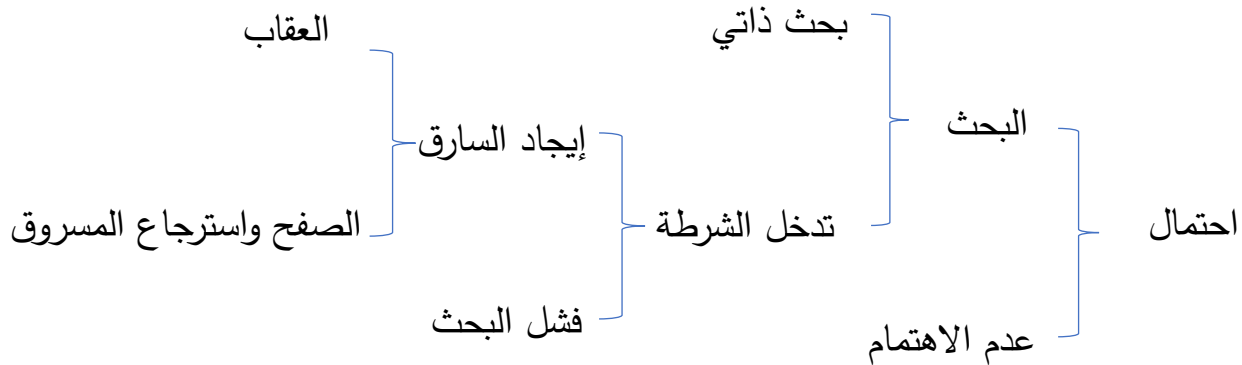 احتمال
البحث
عدم الاهتمام
بحث ذاتي
تدخل الشرطة
إيجاد السارق
فشل البحث
العقاب
الصفح واسترجاع المسروق